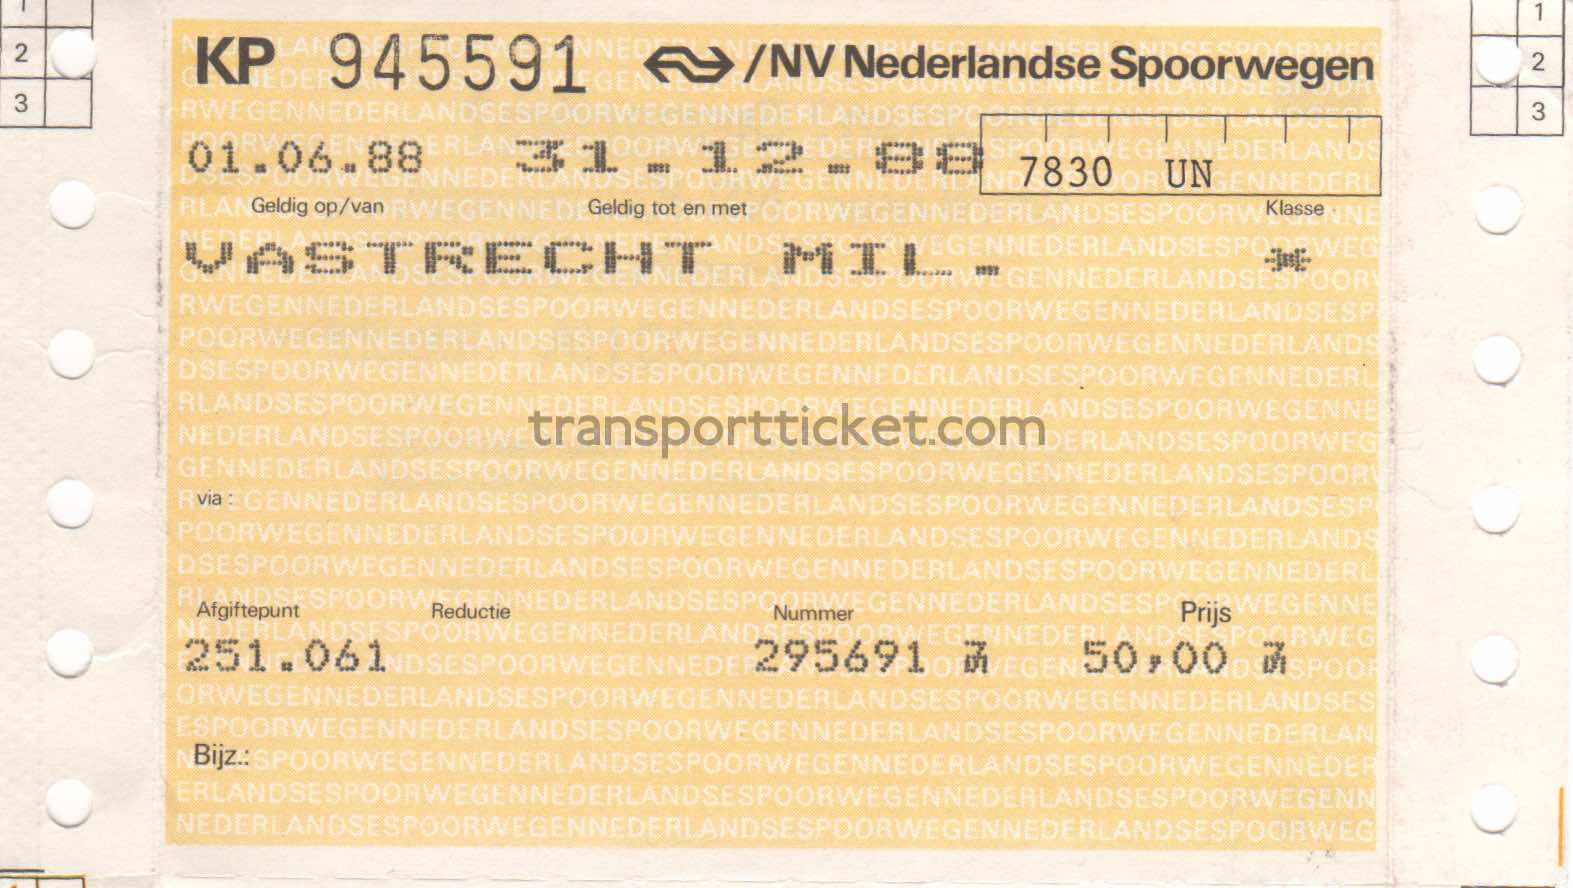 1
2
3
1
2
3
KP 945591 /NV Nederlandse Spoorwegen
01.06.88 31.12.88 7830 UN
Geldig op/van Geldig tot en met Klasse
VASTRECHT MIL. *
transportticket.com
via :
Afgiftepunt Reductie Nummer Prijs
251.061 295691 50,00
Bijz.:
1